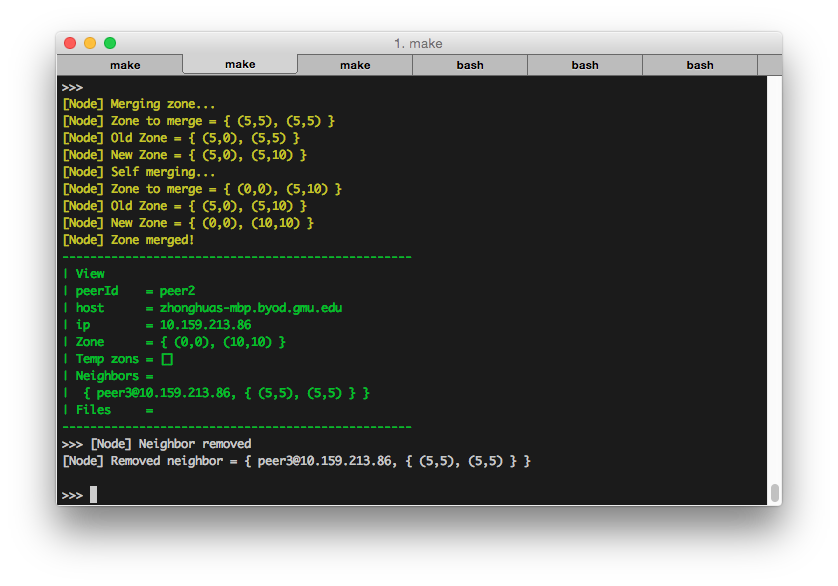 1. make
make make make bash bash bash
>>>
[Node] Merging zone...
[Node] Zone to merge = { (5,5), (5,5) }
[Node] Old Zone = { (5,0), (5,5) }
[Node] New Zone = { (5,0), (5,10) }
[Node] Self merging...
[Node] Zone to merge = { (0,0), (5,10) }
[Node] Old Zone = { (5,0), (5,10) }
[Node] New Zone = { (0,0), (10,10) }
[Node] Zone merged!
--------------------------------------------------
| View
| peerId    = peer2
| host      = zhonghuas-mbp.byod.gmu.edu
| ip        = 10.159.213.86
| Zone      = { (0,0), (10,10) }
| Temp zons = []
| Neighbors =
|  { peer3@10.159.213.86, { (5,5), (5,5) } }
| Files     =
--------------------------------------------------
>>> [Node] Neighbor removed
[Node] Removed neighbor = { peer3@10.159.213.86, { (5,5), (5,5) } }
>>>